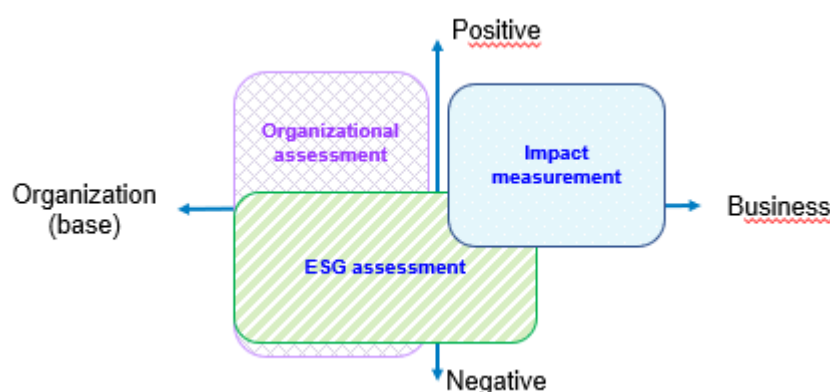 Positive
Organizational
assessment
Impact
measurement
Organization
(base)
Business
ESG assessment
Negative